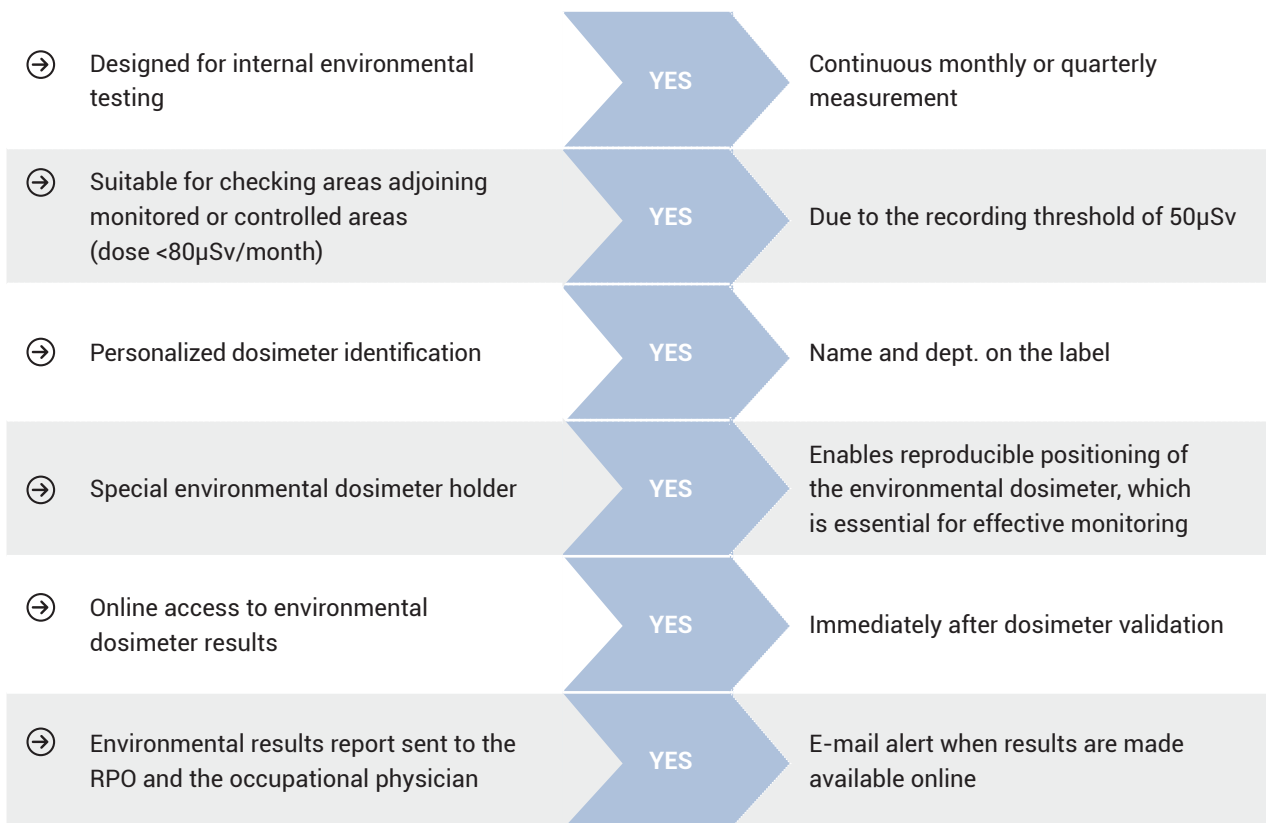 Designed for internal environmental
testing
YES
Continuous monthly or quarterly
measurement
Suitable for checking areas adjoining
monitored or controlled areas
(dose <80µSv/month)
YES
Due to the recording threshold of 50µSv
Personalized dosimeter identification
YES
Name and dept. on the label
Special environmental dosimeter holder
YES
Enables reproducible positioning of
the environmental dosimeter, which
is essential for effective monitoring
Online access to environmental
dosimeter results
YES
Immediately after dosimeter validation
Environmental results report sent to the
RPO and the occupational physician
YES
E-mail alert when results are made
available online